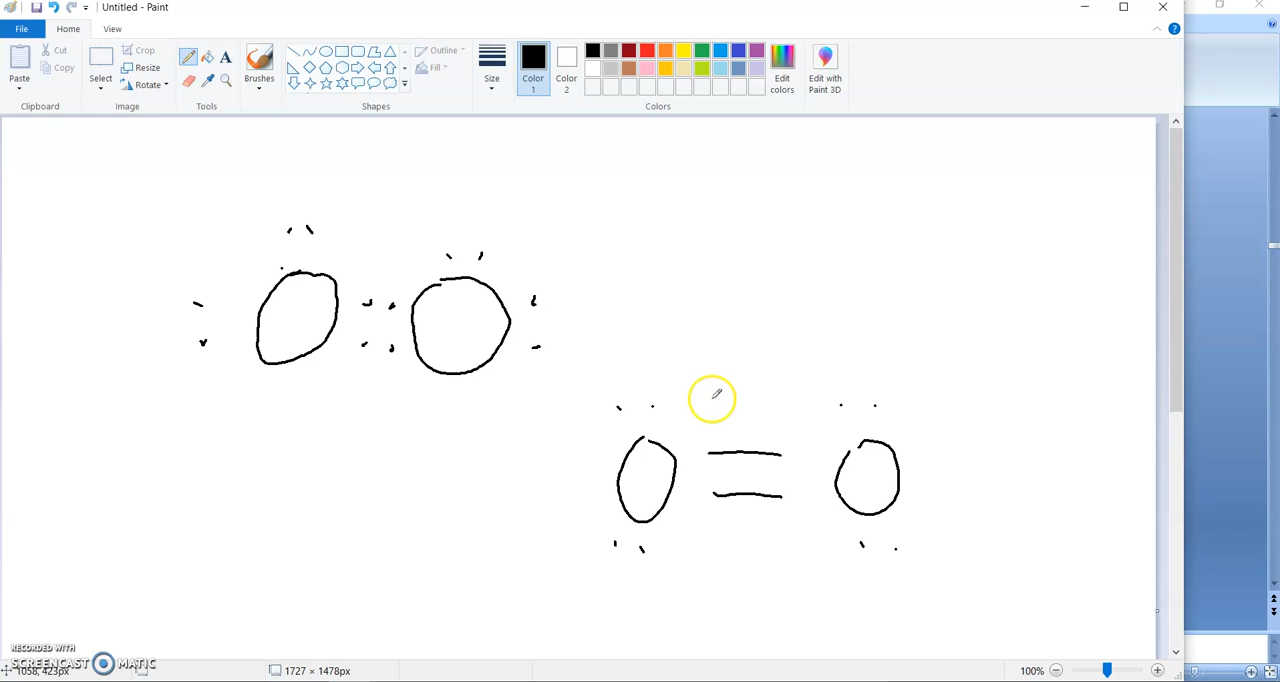 Untitled - Paint
File Home View
Paste
Cut
Copy
Clipboard
Select
Crop
Resize
Rotate
Image
A
Tools
Brushes
Outline
Fill
Shapes
Size
Color
1
Color
2
Edit
colors
Colors
Edit with
Paint 3D
O O
O = O
RECORDED WITH
SCREENCAST MATIC
1058, 423px
1727 × 1478px
100%